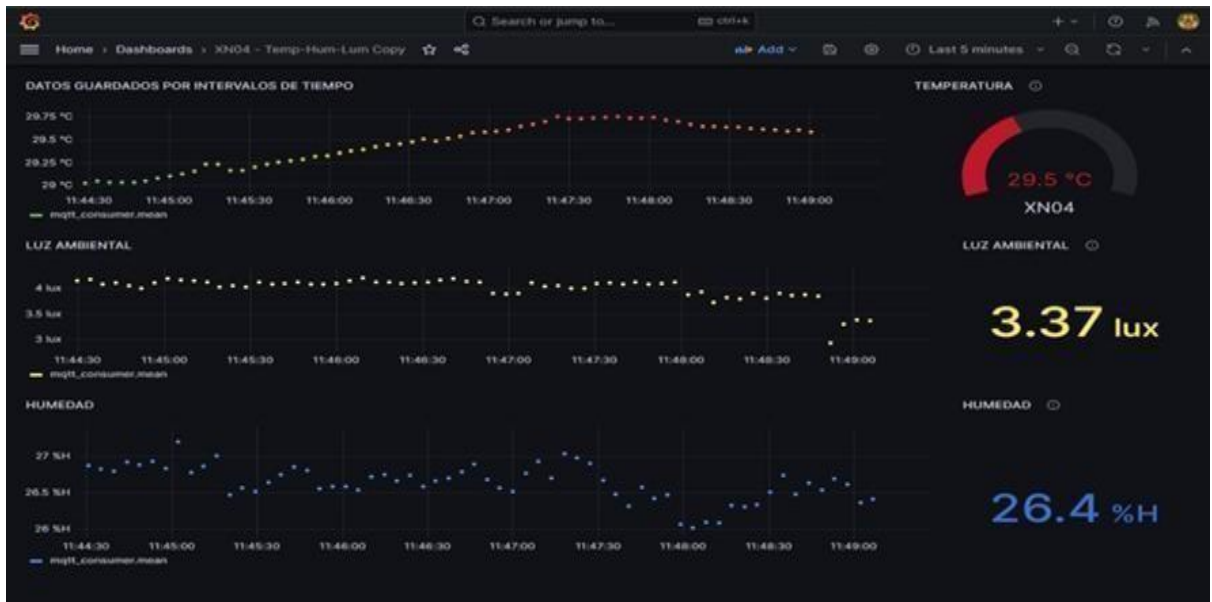 Search or jump to... ctrl+k
Home › Dashboards › XN04 - Temp-Hum-Lum Copy Add Last 5 minutes
DATOS GUARDADOS POR INTERVALOS DE TIEMPO
29.75 °C
29.5 °C
29.25 °C
29 °C
11:44:30 11:45:00 11:45:30 11:46:00 11:46:30 11:47:00 11:47:30 11:48:00 11:48:30 11:49:00
mqtt_consumer.mean
TEMPERATURA
29.5 °C
XN04
LUZ AMBIENTAL
4 lux
3.5 lux
3 lux
11:44:30 11:45:00 11:45:30 11:46:00 11:46:30 11:47:00 11:47:30 11:48:00 11:48:30 11:49:00
mqtt_consumer.mean
LUZ AMBIENTAL
3.37 lux
HUMEDAD
27 %H
26.5 %H
26 %H
11:44:30 11:45:00 11:45:30 11:46:00 11:46:30 11:47:00 11:47:30 11:48:00 11:48:30 11:49:00
mqtt_consumer.mean
HUMEDAD
26.4 %H